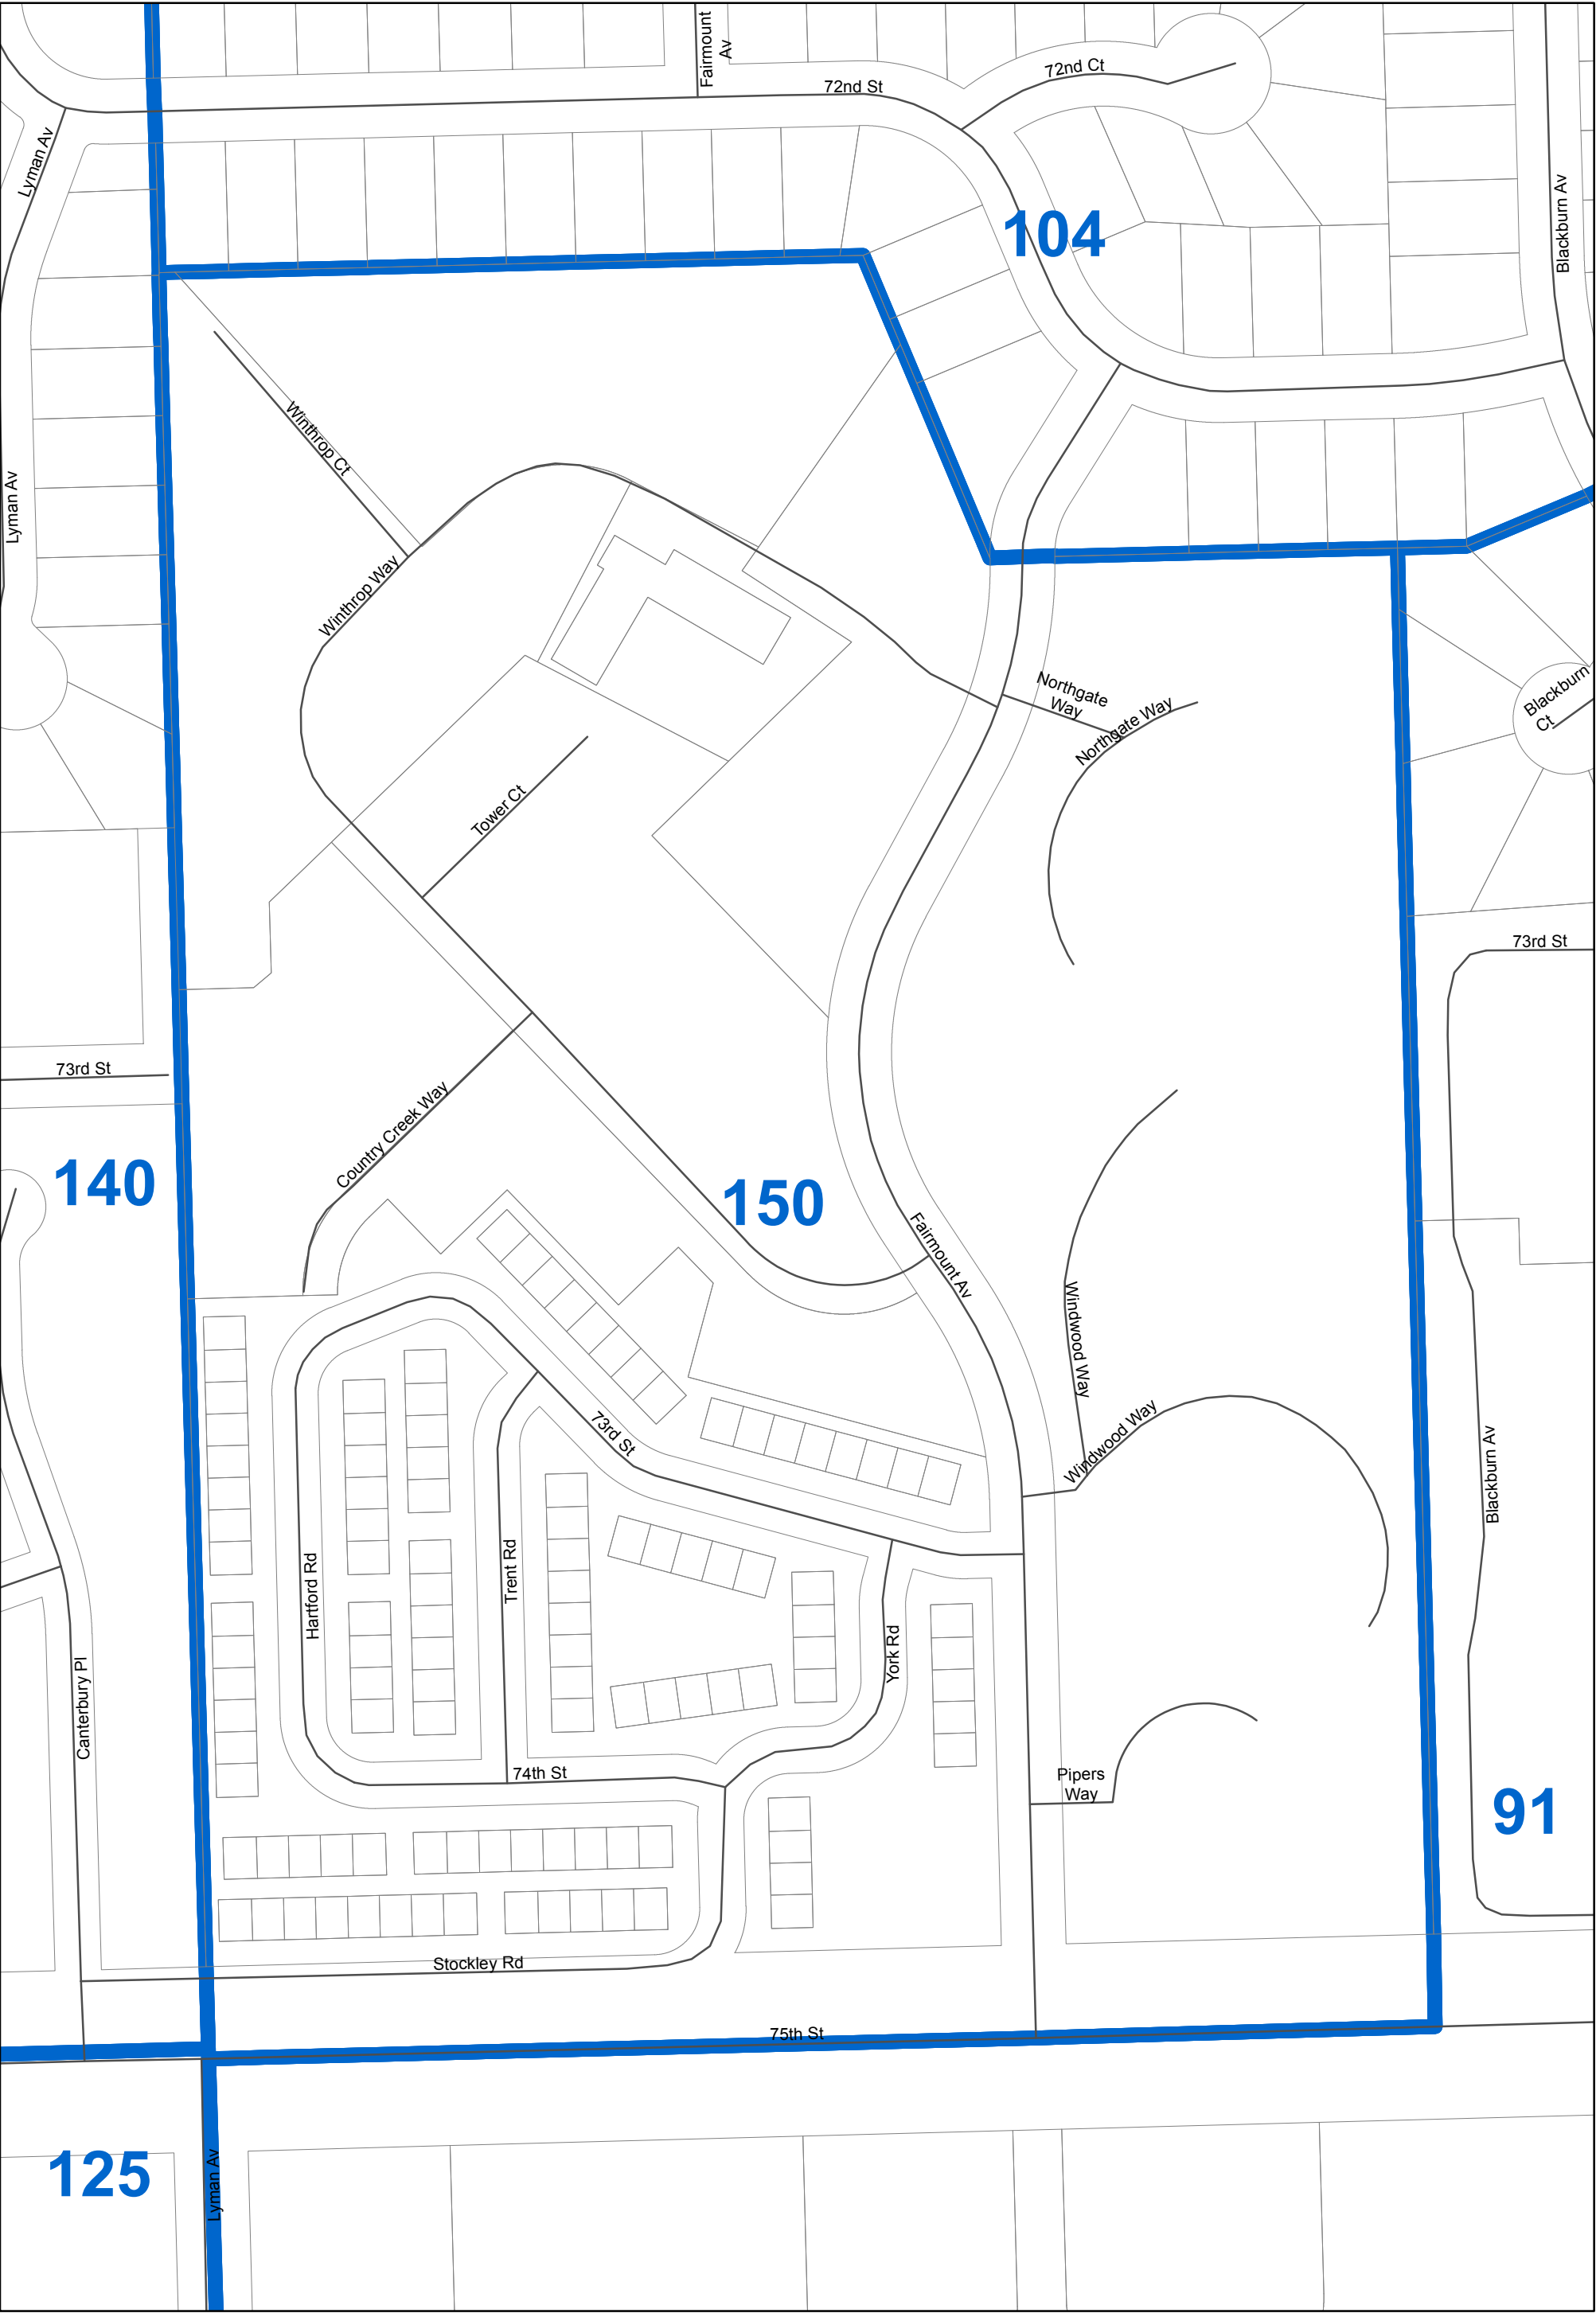 Fairmount
Av
72nd Ct
72nd St
Lyman Av
Blackburn Av
104
Winthrop Ct
Lyman Av
Winthrop Way
Northgate
Way
Northgate Way
Blackburn
Ct
Tower Ct
73rd St
73rd St
Country Creek Way
140
150
Fairmount Av
Windwood Way
Windwood Way
73rd St
Blackburn Av
Hartford Rd
Trent Rd
York Rd
Canterbury Pl
74th St
Pipers
Way
91
Stockley Rd
75th St
125
Lyman Av